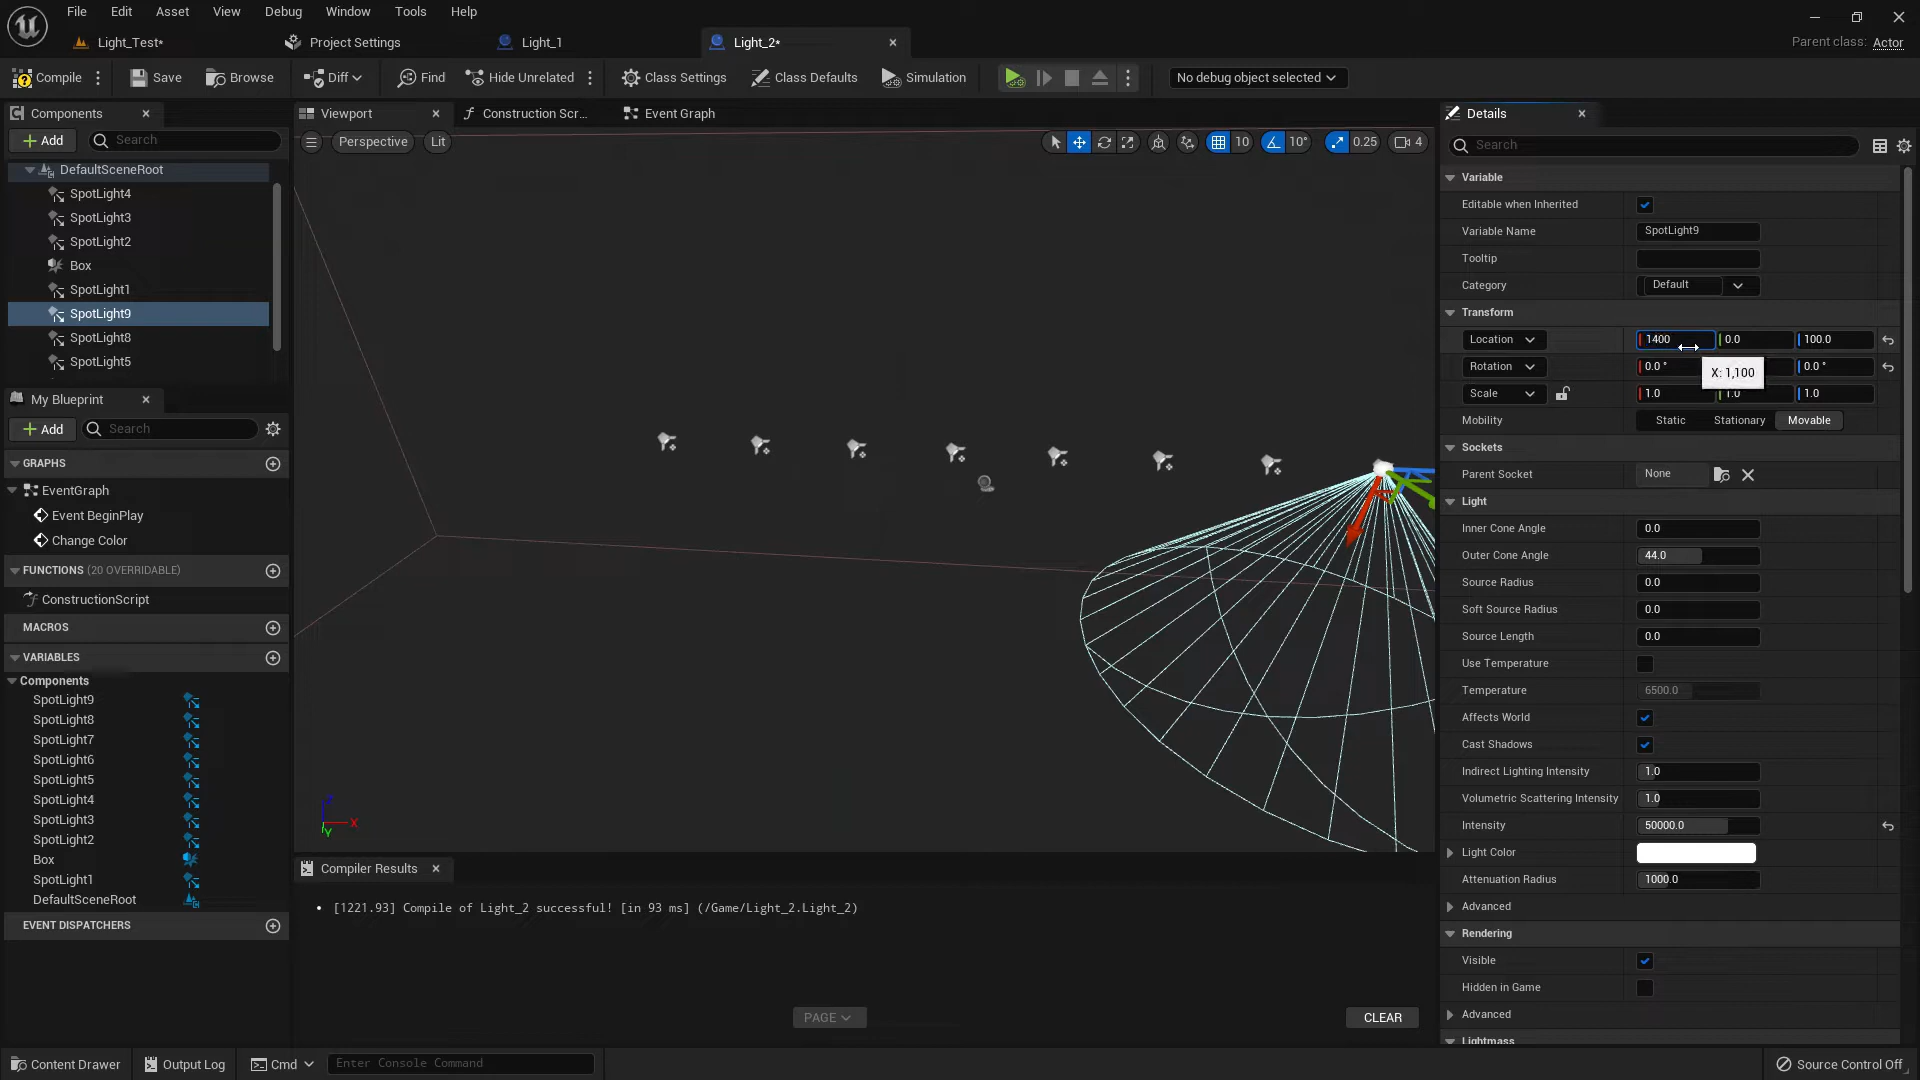 File Edit Asset View Debug Window Tools Help
Light_Test* Project Settings Light_1 Light_2* Parent class: Actor
Compile Save Browse Diff Find Hide Unrelated Class Settings Class Defaults Simulation No debug object selected
Components
Add Search
DefaultSceneRoot
SpotLight4
SpotLight3
SpotLight2
Box
SpotLight1
SpotLight9
SpotLight8
SpotLight5
My Blueprint
Add Search
GRAPHS
EventGraph
Event BeginPlay
Change Color
FUNCTIONS (20 OVERRIDABLE)
ConstructionScript
MACROS
VARIABLES
Components
SpotLight9
SpotLight8
SpotLight7
SpotLight6
SpotLight5
SpotLight4
SpotLight3
SpotLight2
Box
SpotLight1
DefaultSceneRoot
EVENT DISPATCHERS
Viewport Construction Scr... Event Graph
Perspective Lit 10 10° 0.25 4
Z
X
Y
Compiler Results
• [1221.93] Compile of Light_2 successful! [in 93 ms] (/Game/Light_2.Light_2)
PAGE CLEAR
Details
Search
Variable
Editable when Inherited
Variable Name SpotLight9
Tooltip
Category Default
Transform
Location 1400 0.0 100.0
Rotation 0.0 ° 0.0 °
X: 1,100
Scale 1.0 1.0 1.0
Mobility Static Stationary Movable
Sockets
Parent Socket None
Light
Inner Cone Angle 0.0
Outer Cone Angle 44.0
Source Radius 0.0
Soft Source Radius 0.0
Source Length 0.0
Use Temperature
Temperature 6500.0
Affects World
Cast Shadows
Indirect Lighting Intensity 1.0
Volumetric Scattering Intensity 1.0
Intensity 50000.0
Light Color
Attenuation Radius 1000.0
Advanced
Rendering
Visible
Hidden in Game
Advanced
Lightmass
Content Drawer Output Log Cmd Enter Console Command Source Control Off